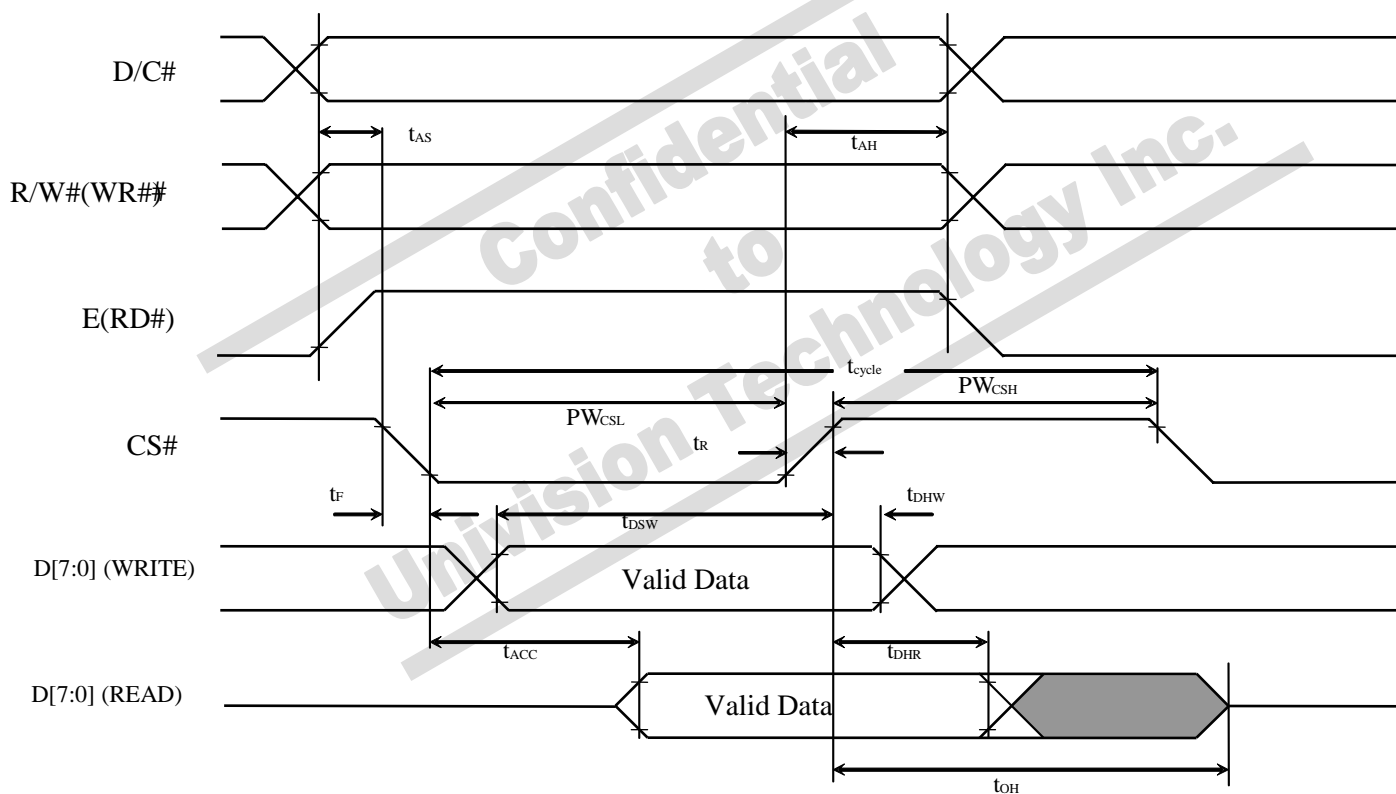 D/C#
tAS
tAH
R/W#(WR##)
E(RD#)
tcycle
PWCSL
PWCSH
CS#
tR
tF
tDSW
tDHW
D[7:0] (WRITE)
Valid Data
tACC
tDHR
D[7:0] (READ)
Valid Data
tOH
Confidential
to
Univision Technology Inc.